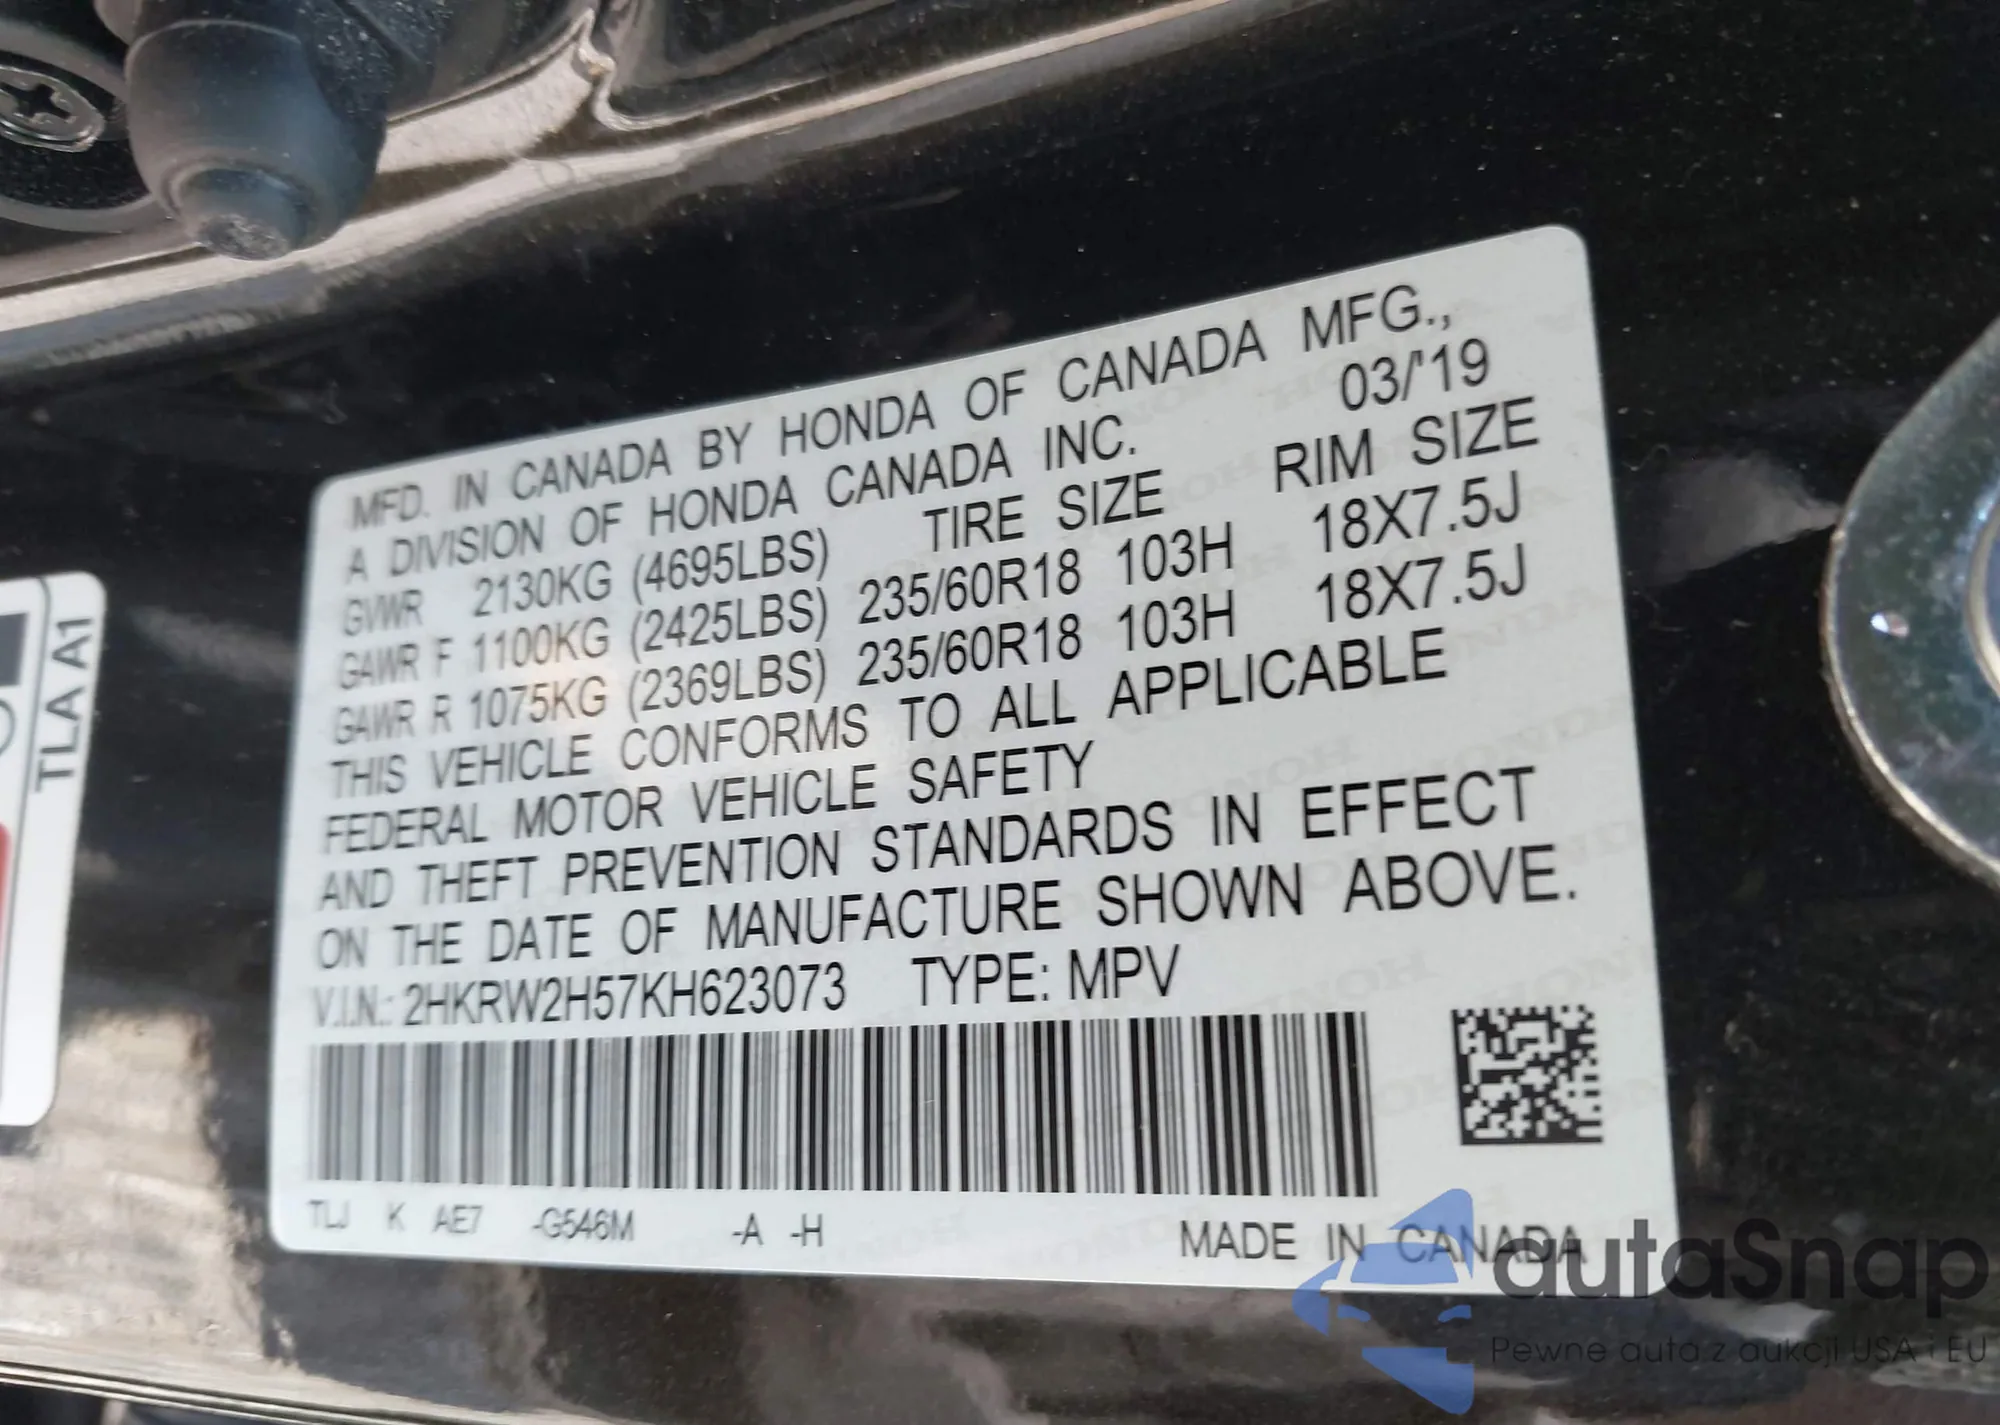 MFD. IN CANADA BY HONDA OF CANADA MFG.,
A DIVISION OF HONDA CANADA INC. 03/'19
GVWR 2130KG (4695LBS) TIRE SIZE RIM SIZE
GAWR F 1100KG (2425LBS) 235/60R18 103H 18X7.5J
GAWR R 1075KG (2369LBS) 235/60R18 103H 18X7.5J
THIS VEHICLE CONFORMS TO ALL APPLICABLE
FEDERAL MOTOR VEHICLE SAFETY
AND THEFT PREVENTION STANDARDS IN EFFECT
ON THE DATE OF MANUFACTURE SHOWN ABOVE.
V.I.N.: 2HKRW2H57KH623073 TYPE: MPV
TLJ K AE7 -G546M -A -H MADE IN CANADA
TLA A1
autaSnap
Pewne auta z aukcji USA i EU